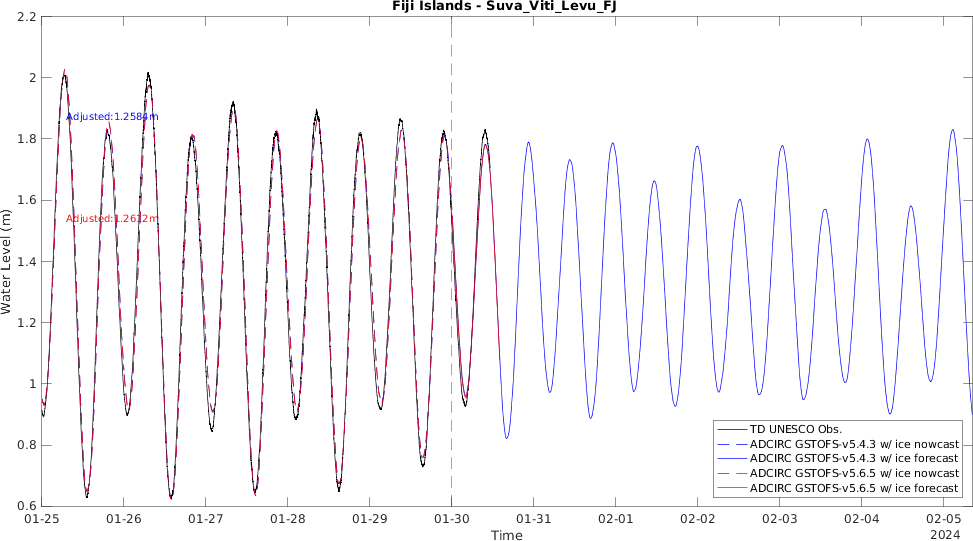 Fiji Islands - Suva_Viti_Levu_FJ
2.2
2
1.8
1.6
1.4
1.2
1
0.8
0.6
Water Level (m)
Adjusted:1.2584m
Adjusted:1.2612m
TD UNESCO Obs.
ADCIRC GSTOFS-v5.4.3 w/ ice nowcast
ADCIRC GSTOFS-v5.4.3 w/ ice forecast
ADCIRC GSTOFS-v5.6.5 w/ ice nowcast
ADCIRC GSTOFS-v5.6.5 w/ ice forecast
01-25 01-26 01-27 01-28 01-29 01-30 01-31 02-01 02-02 02-03 02-04 02-05
Time 2024